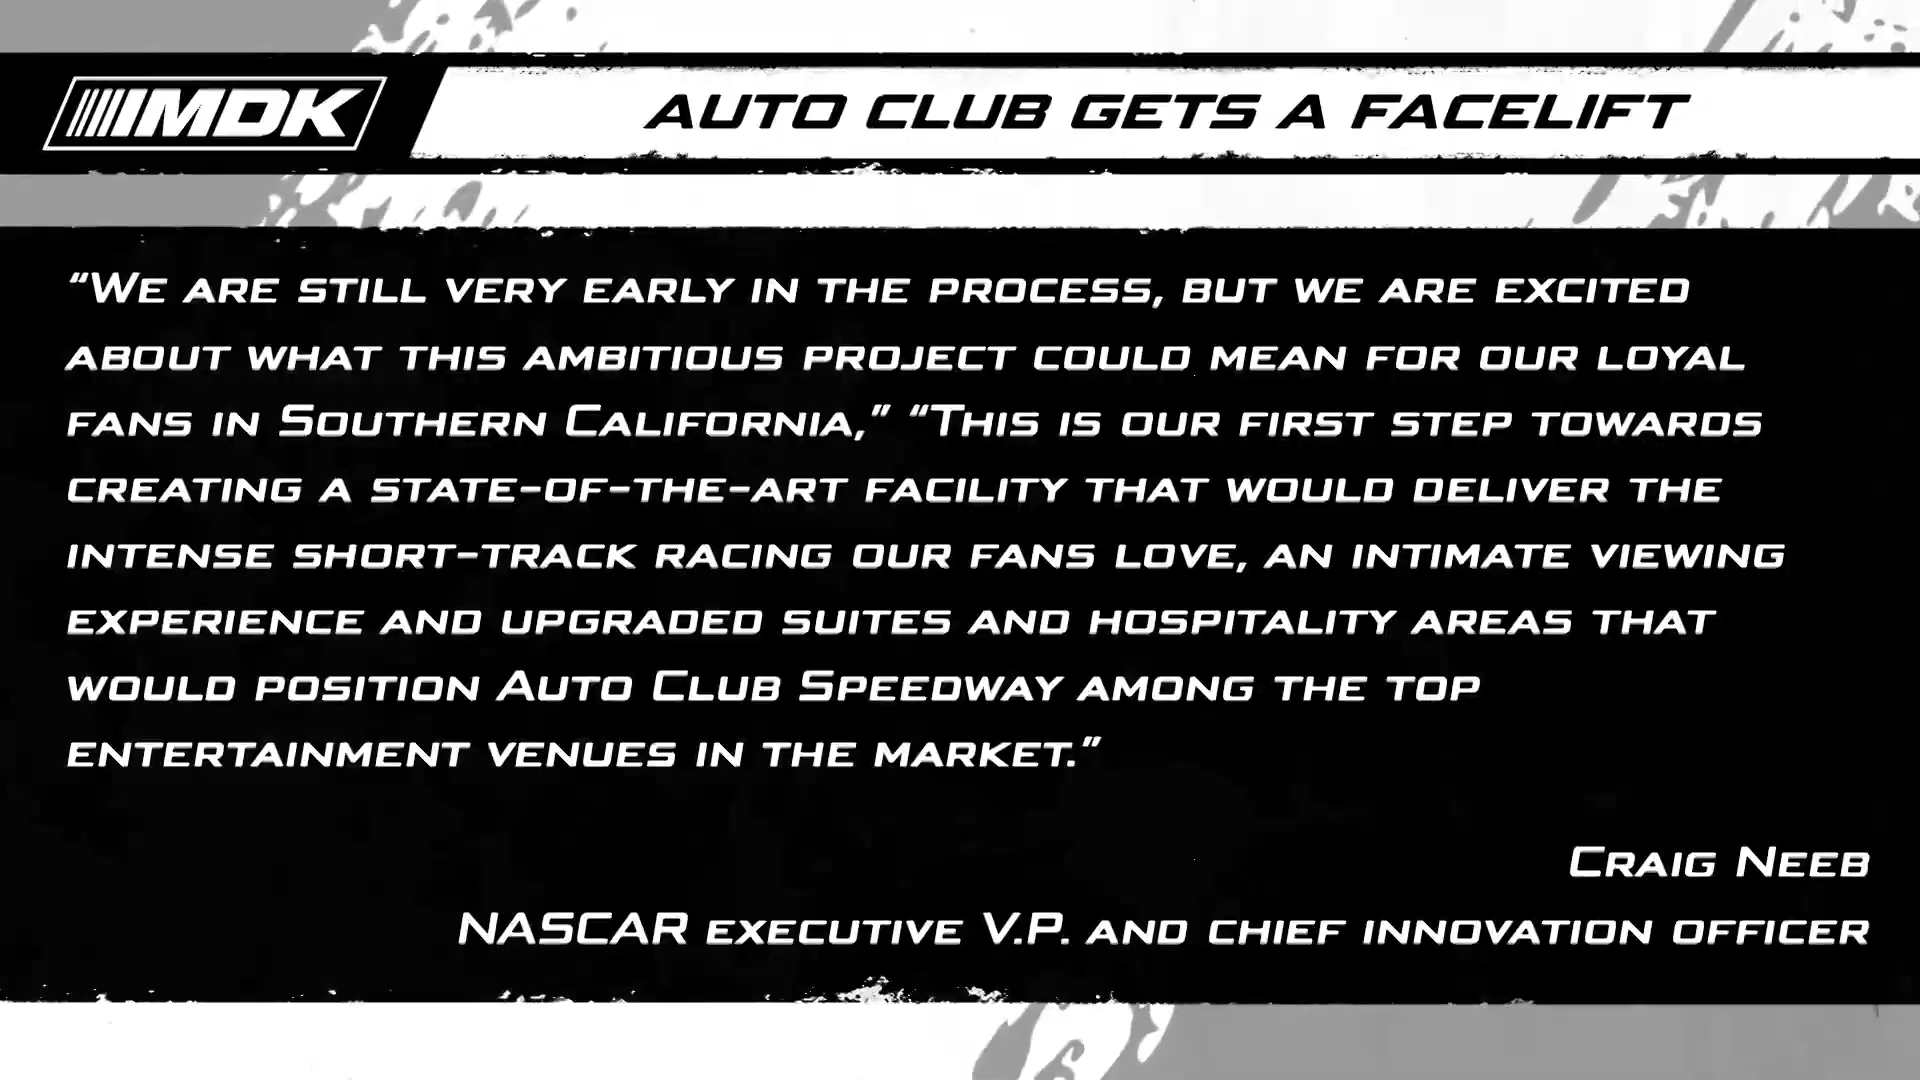 MDK
AUTO CLUB GETS A FACELIFT
“We are still very early in the process, but we are excited
about what this ambitious project could mean for our loyal
fans in Southern California,” “This is our first step towards
creating a state-of-the-art facility that would deliver the
intense short-track racing our fans love, an intimate viewing
experience and upgraded suites and hospitality areas that
would position Auto Club Speedway among the top
entertainment venues in the market.”
Craig Neeb
NASCAR executive V.P. and chief innovation officer